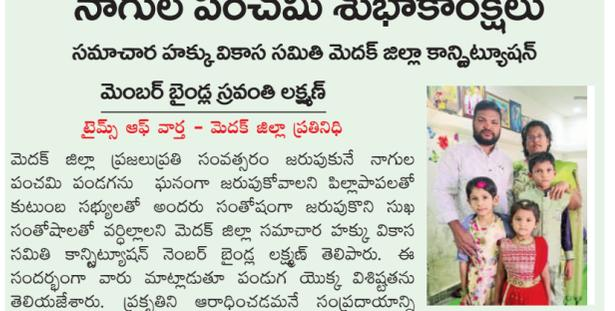 నాగుల పంచమి శుభాకాంక్షలు
సమాచార హక్కు వికాస సమితి మెదక్ జిల్లా కాన్స్టిట్యూషన్
మెంబర్ బైండ్ల స్రవంతి లక్ష్మణ్
టైమ్స్ ఆఫ్ వార్త - మెదక్ జిల్లా ప్రతినిధి
మెదక్ జిల్లా ప్రజలుప్రతి సంవత్సరం జరుపుకునే నాగుల
పంచమి పండగను ఘనంగా జరుపుకోవాలని పిల్లాపాపలతో
కుటుంబ సభ్యులతో అందరు సంతోషంగా జరుపుకొని సుఖ
సంతోషాలతో వర్ధిల్లాలని మెదక్ జిల్లా సమాచార హక్కు వికాస
సమితి కాన్స్టిట్యూషన్ నెంబర్ బైండ్ల లక్ష్మణ్ తెలిపారు. ఈ
సందర్భంగా వారు మాట్లాడుతూ పండుగ యొక్క విశిష్టతను
తెలియజేశారు. ప్రకృతిని ఆరాధించడమనే సంప్రదాయాన్ని